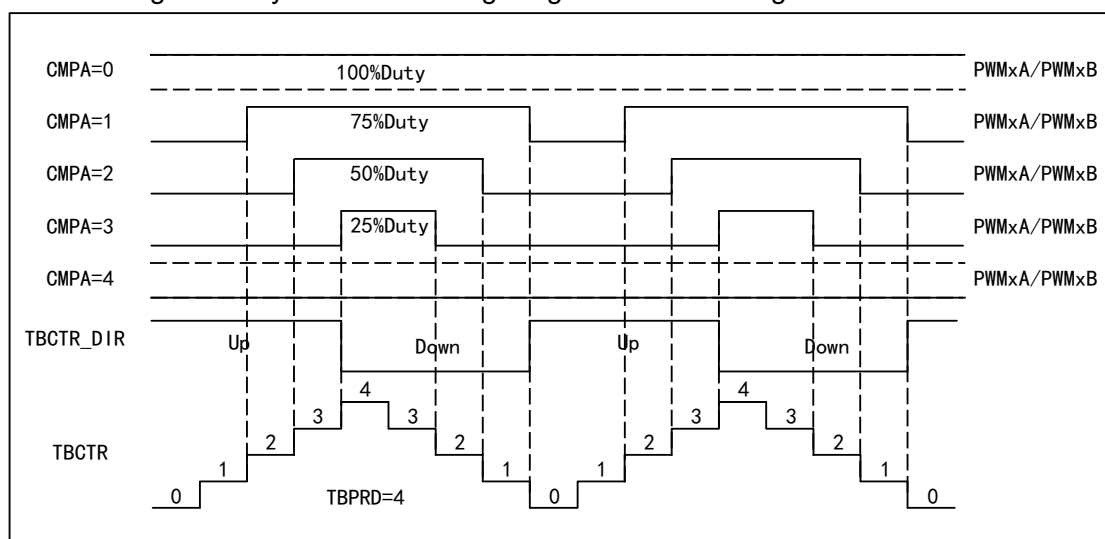 CMPA=0 100%Duty PWMxA/PWMxB
CMPA=1 75%Duty PWMxA/PWMxB
CMPA=2 50%Duty PWMxA/PWMxB
CMPA=3 25%Duty PWMxA/PWMxB
CMPA=4 PWMxA/PWMxB
TBCTR_DIR Up Down Up Down
4 4
3 3 3 3
TBCTR 2 2 2 2
1 1 1 1
0 TBPRD=4 0 0